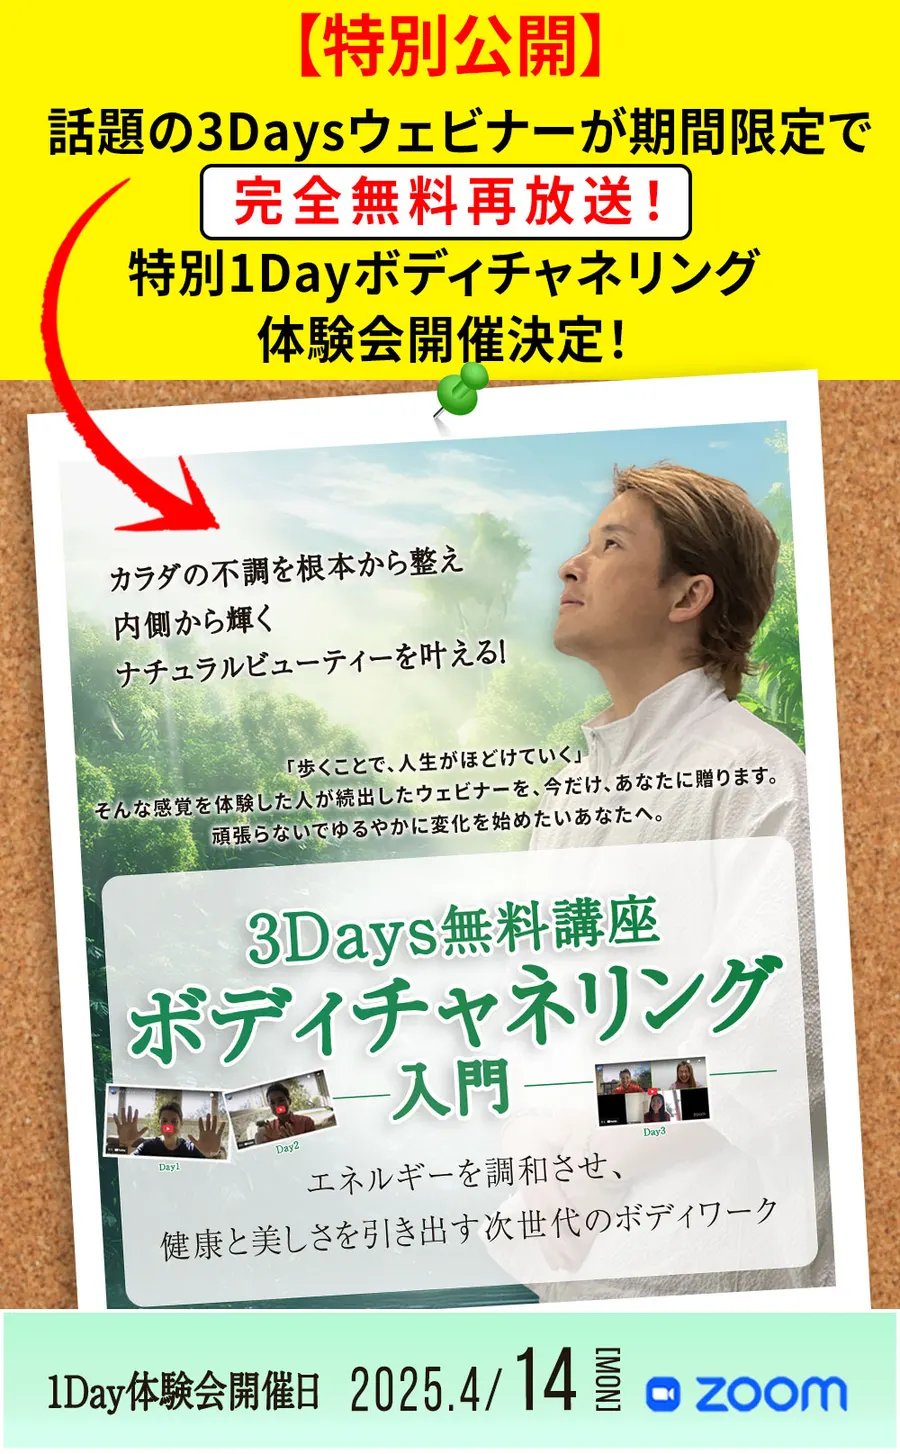 【特別公開】
話題の3Daysウェビナーが期間限定で
完全無料再放送！
特別1Dayボディチャネリング
体験会開催決定！
カラダの不調を根本から整え
内側から輝く
ナチュラルビューティーを叶える!
「歩くことで、人生がほどけていく」
そんな感覚を体験した人が続出したウェビナーを、今だけ、あなたに贈ります。
頑張らないでゆるやかに変化を始めたいあなたへ。
3Days無料講座
ボディチャネリング
入門
Day1
Day2
Day3
エネルギーを調和させ、
健康と美しさを引き出す次世代のボディワーク
1Day体験会開催日 2025.4/14 [MON] zoom